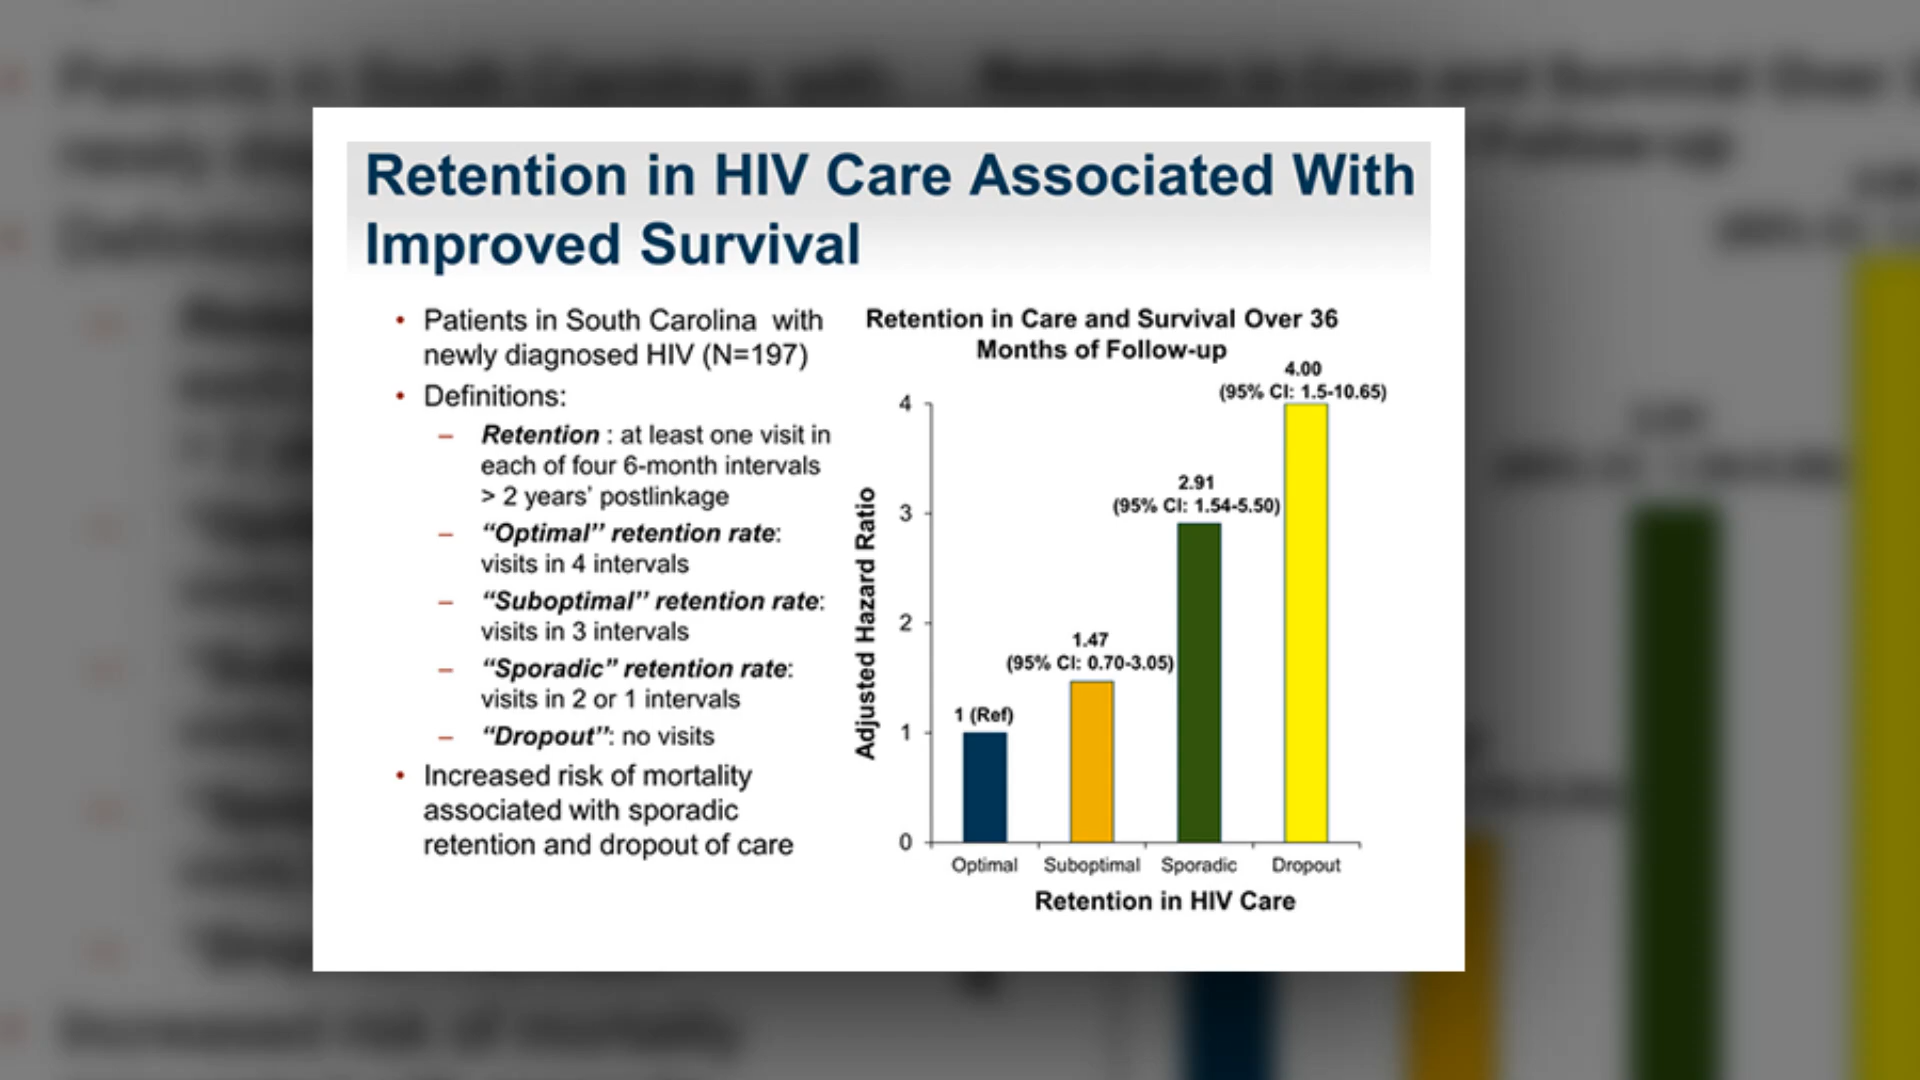 Retention in HIV Care Associated With
Improved Survival
• Patients in South Carolina with
newly diagnosed HIV (N=197)
• Definitions:
– Retention : at least one visit in
each of four 6-month intervals
> 2 years’ postlinkage
– “Optimal” retention rate:
visits in 4 intervals
– “Suboptimal” retention rate:
visits in 3 intervals
– “Sporadic” retention rate:
visits in 2 or 1 intervals
– “Dropout”: no visits
• Increased risk of mortality
associated with sporadic
retention and dropout of care
Retention in Care and Survival Over 36
Months of Follow-up
4.00
(95% CI: 1.5-10.65)
2.91
(95% CI: 1.54-5.50)
1.47
(95% CI: 0.70-3.05)
1 (Ref)
Adjusted Hazard Ratio
4
3
2
1
0
Optimal Suboptimal Sporadic Dropout
Retention in HIV Care